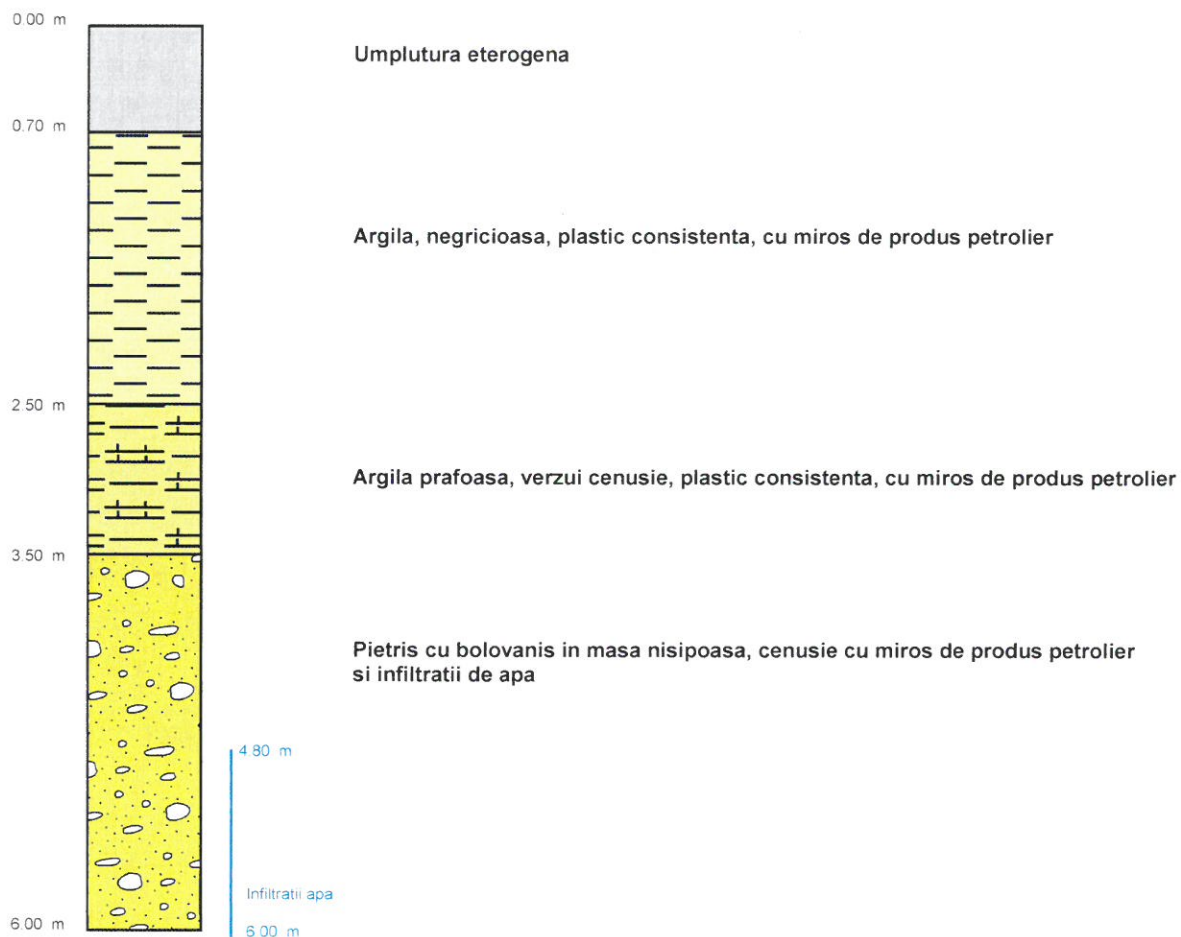 0.00 m
Umplutura eterogena
0.70 m
Argila, negricioasa, plastic consistenta, cu miros de produs petrolier
2.50 m
Argila prafoasa, verzui cenusie, plastic consistenta, cu miros de produs petrolier
3.50 m
Pietris cu bolovanis in masa nisipoasa, cenusie cu miros de produs petrolier
si infiltratii de apa
4.80 m
Infiltratii apa
6.00 m
6.00 m